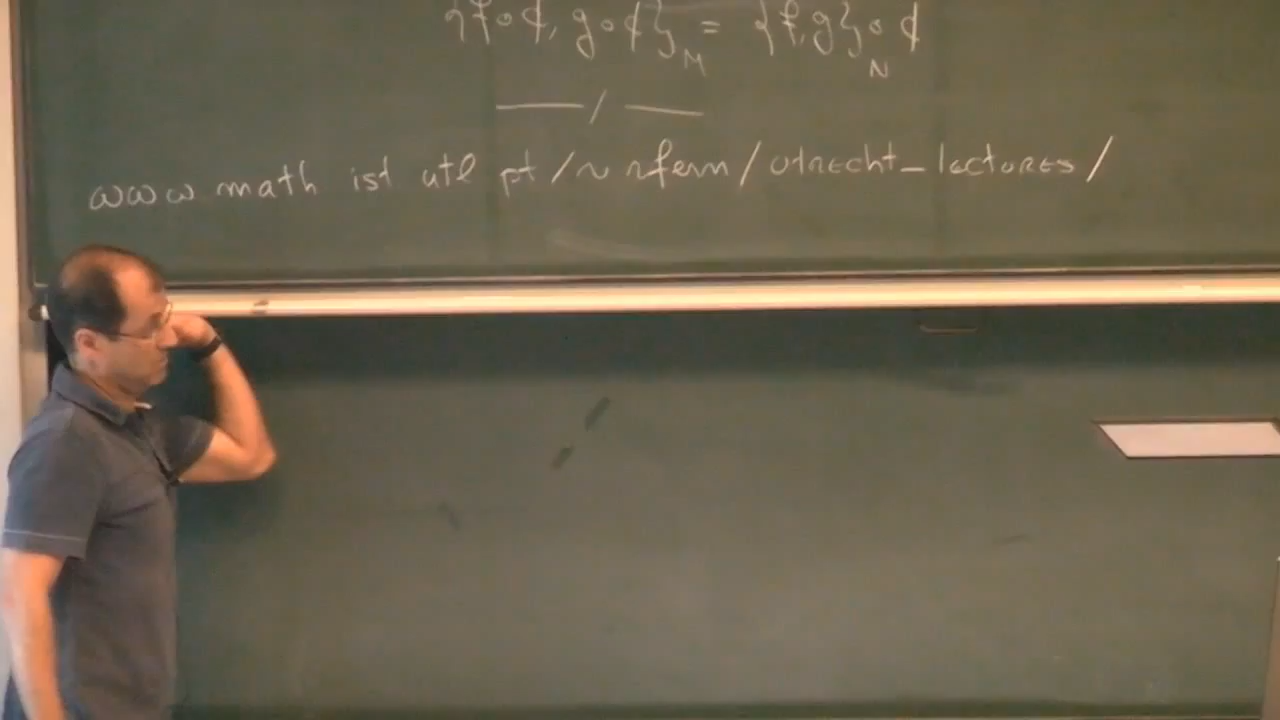 {f∘ϕ, g∘ϕ}_M = {f,g}_N∘ϕ
—/—
www math ist utl pt/~rfern/utrecht_lectures/